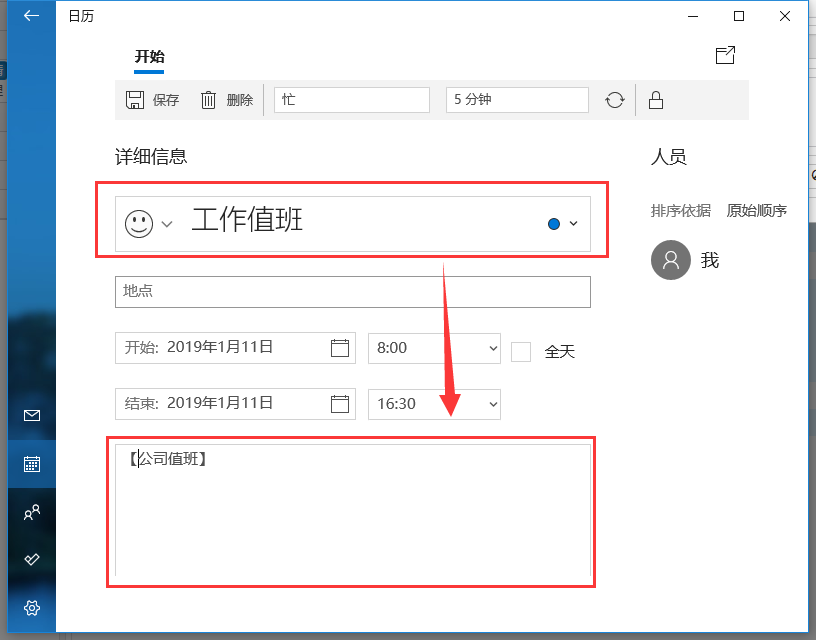 日历
开始
保存 删除 忙 5 分钟
详细信息 人员
工作值班
排序依据 原始顺序
我
地点
开始: 2019年1月11日 8:00 全天
结束: 2019年1月11日 16:30
【公司值班】